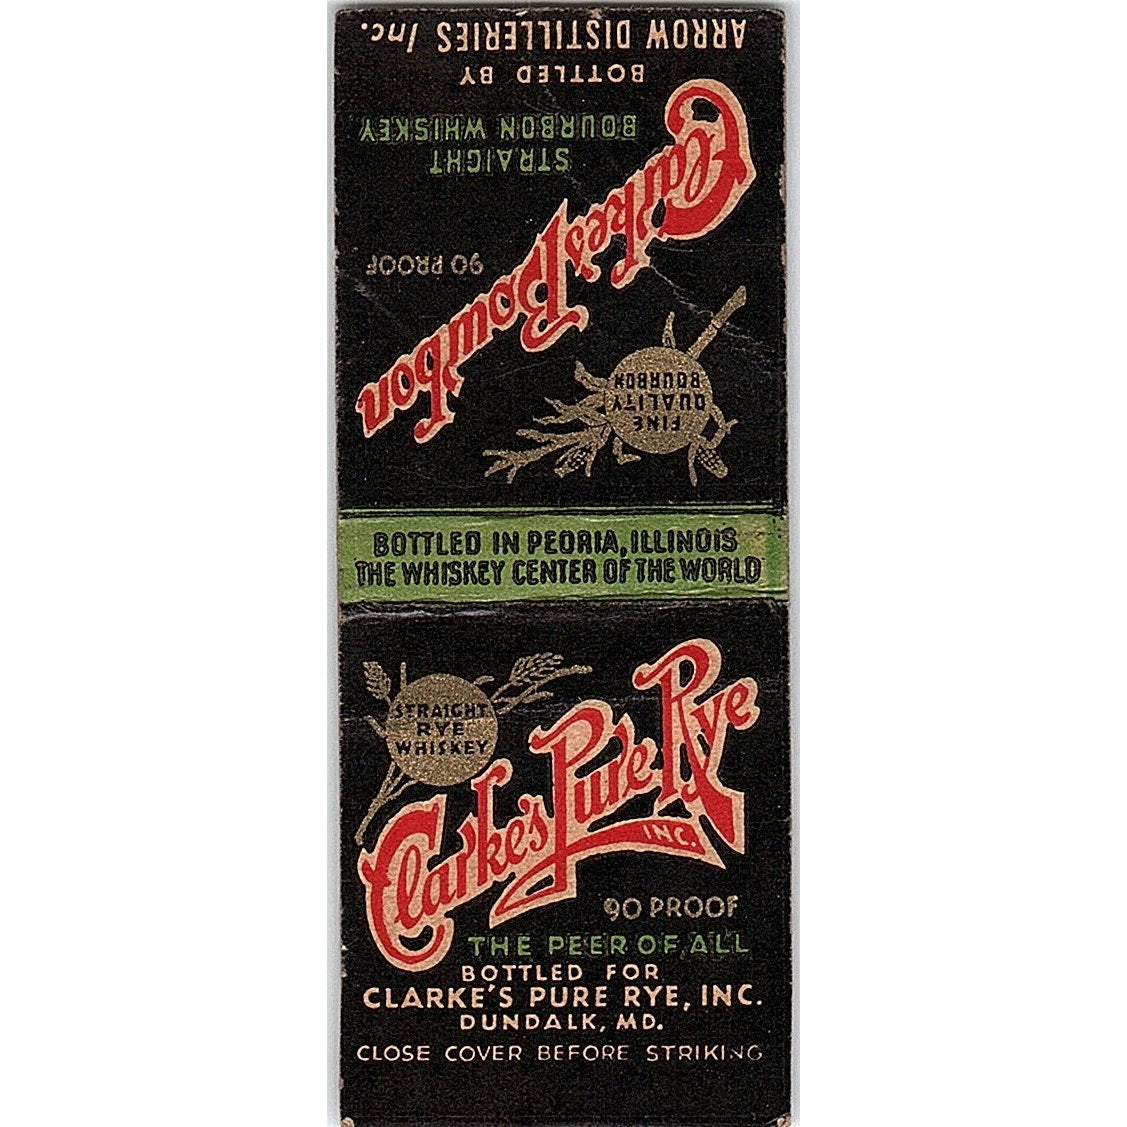 Clarke's Bourbon
FINE
QUALITY
BOURBON
90 PROOF
STRAIGHT
BOURBON WHISKEY
BOTTLED BY
ARROW DISTILLERIES Inc.
BOTTLED IN PEORIA, ILLINOIS
THE WHISKEY CENTER OF THE WORLD
STRAIGHT
RYE
WHISKEY
Clarke's Pure Rye
INC.
90 PROOF
THE PEER OF ALL
BOTTLED FOR
CLARKE'S PURE RYE, INC.
DUNDALK, MD.
CLOSE COVER BEFORE STRIKING